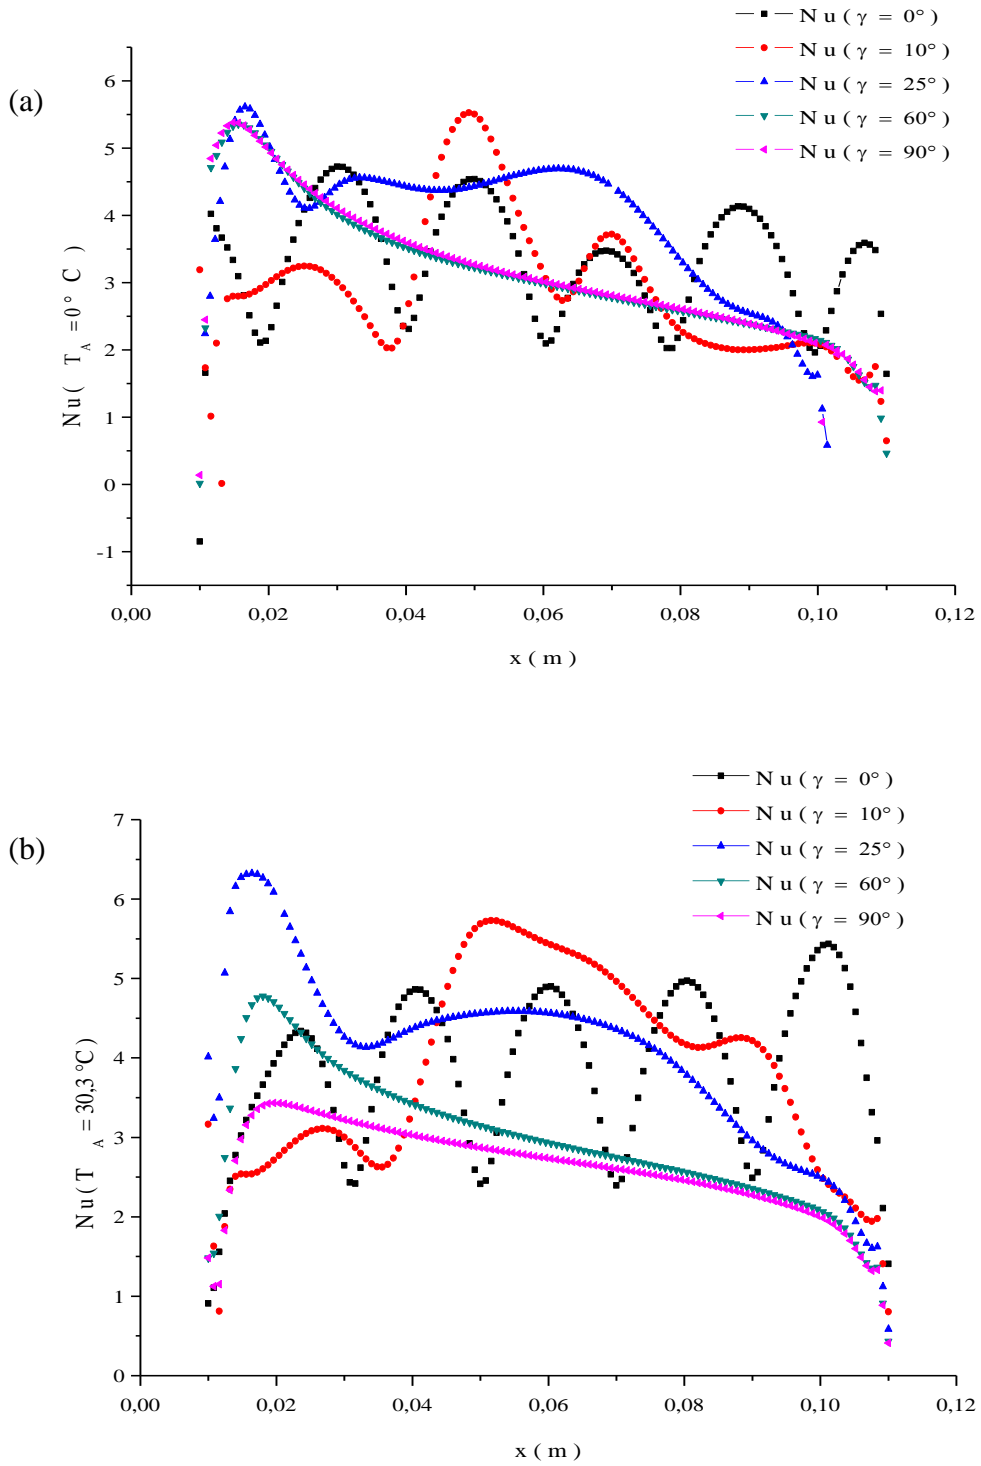 Nu(γ = 0°)
Nu(γ = 10°)
Nu(γ = 25°)
Nu(γ = 60°)
Nu(γ = 90°)
(a)
Nu( T_A = 0° C )
6
5
4
3
2
1
0
-1
0,00 0,02 0,04 0,06 0,08 0,10 0,12
x(m)
Nu(γ = 0°)
Nu(γ = 10°)
Nu(γ = 25°)
Nu(γ = 60°)
Nu(γ = 90°)
(b)
Nu(T_A = 30,3 °C)
7
6
5
4
3
2
1
0
0,00 0,02 0,04 0,06 0,08 0,10 0,12
x(m)